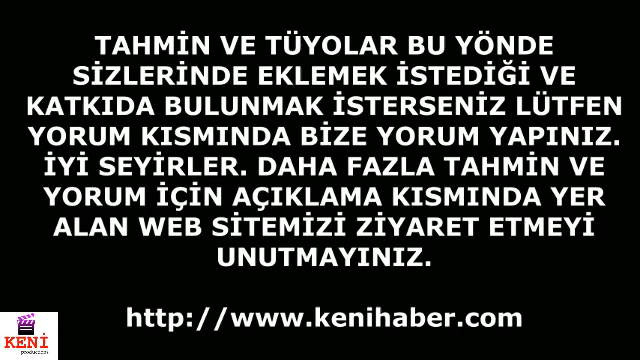 TAHMİN VE TÜYOLAR BU YÖNDE
SİZLERİNDE EKLEMEK İSTEDİĞİ VE
KATKIDA BULUNMAK İSTERSENİZ LÜTFEN
YORUM KISMINDA BİZE YORUM YAPINIZ.
İYİ SEYİRLER. DAHA FAZLA TAHMİN VE
YORUM İÇİN AÇIKLAMA KISMINDA YER
ALAN WEB SİTEMİZİ ZİYARET ETMEYİ
UNUTMAYINIZ.
http://www.kenihaber.com
KENİ